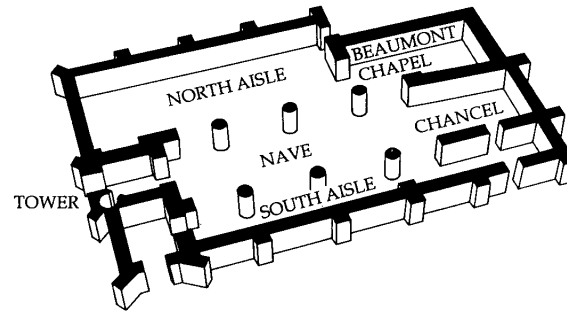 BEAUMONT
CHAPEL
NORTH AISLE
CHANCEL
NAVE
SOUTH AISLE
TOWER